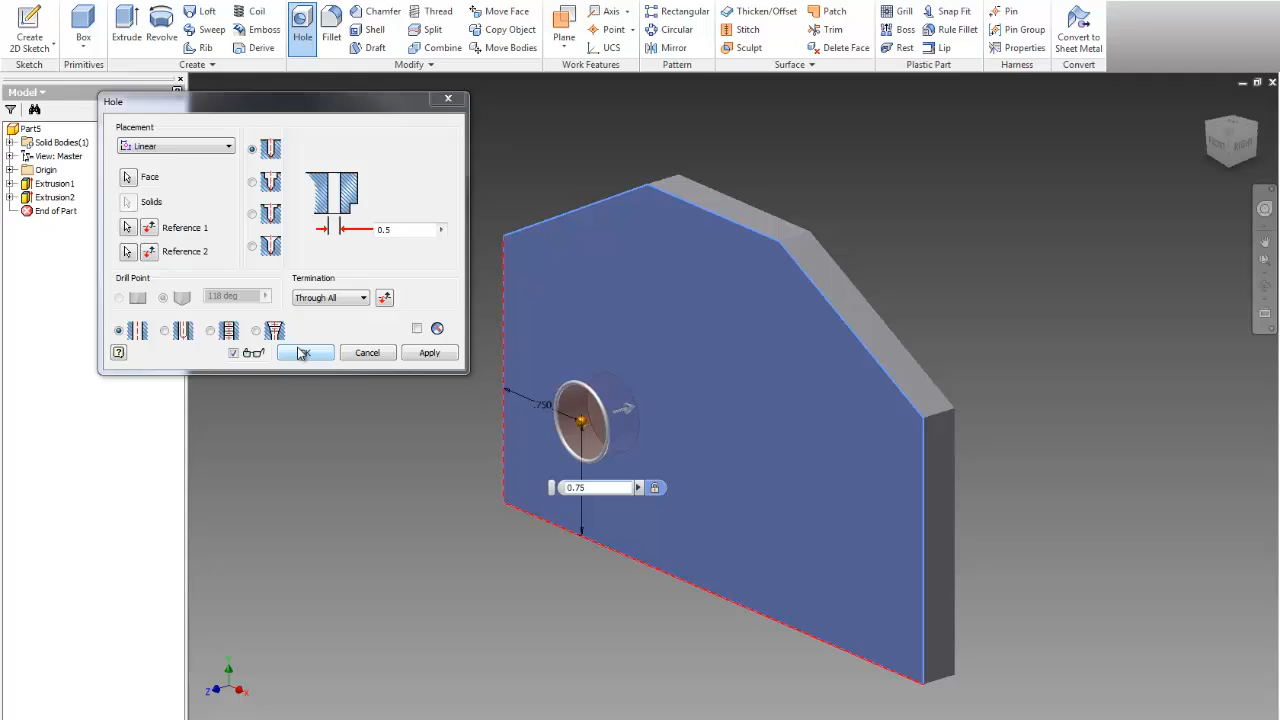 Loft Coil Chamfer Thread Move Face Axis Rectangular Thicken/Offset Patch Grill Snap Fit Pin
Create 2D Sketch Box Extrude Revolve Sweep Emboss Hole Fillet Shell Split Copy Object Plane Point Circular Stitch Trim Boss Rule Fillet Pin Group Convert to Sheet Metal
Rib Derive Draft Combine Move Bodies UCS Mirror Sculpt Delete Face Rest Lip Properties
Sketch Primitives Create Modify Work Features Pattern Surface Plastic Part Harness Convert
Model
Part5
Solid Bodies(1)
View: Master
Origin
Extrusion1
Extrusion2
End of Part
Hole
Placement
Linear
Face
Solids
Reference 1
Reference 2
0.5
Drill Point
118 deg
Termination
Through All
Cancel
Apply
.750
0.75
RIGHT
Y
Z
X